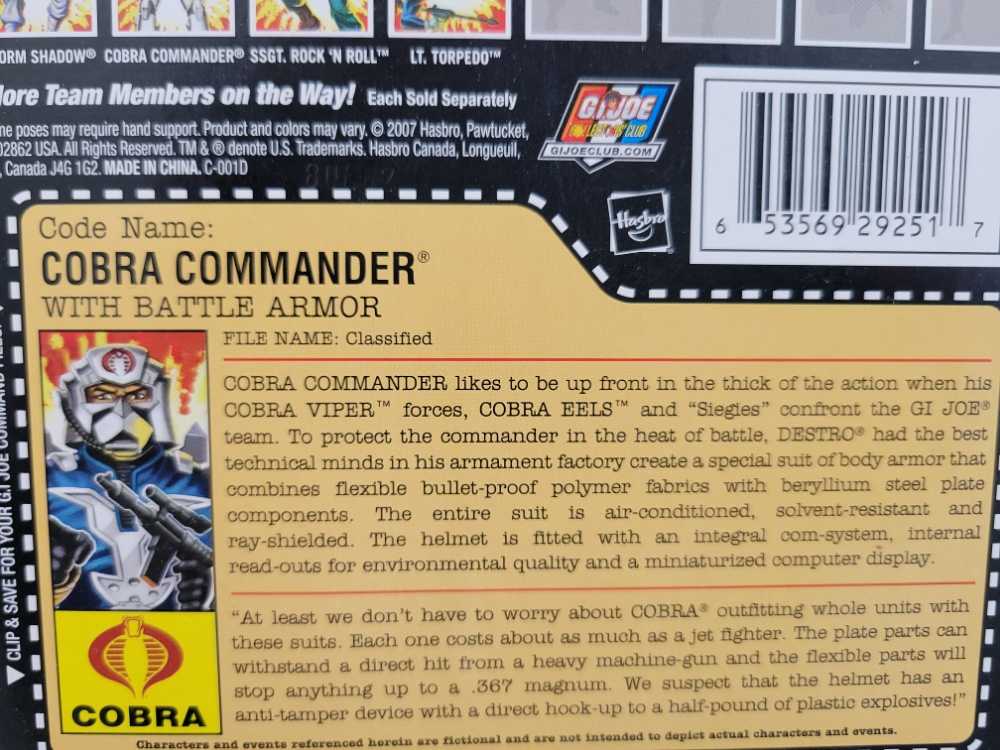 ORM SHADOW® COBRA COMMANDER® SSGT. ROCK 'N ROLL™ LT. TORPEDO™
More Team Members on the Way! Each Sold Separately
me poses may require hand support. Product and colors may vary. © 2007 Hasbro, Pawtucket,
02862 USA. All Rights Reserved. TM & ® denote U.S. Trademarks. Hasbro Canada, Longueuil,
, Canada J4G 1G2. MADE IN CHINA. C-001D
GI JOE
COLLECTORS' CLUB
GIJOECLUB.COM
Hasbro
6 53569 29251 7
Code Name:
COBRA COMMANDER®
WITH BATTLE ARMOR
FILE NAME: Classified
COBRA COMMANDER likes to be up front in the thick of the action when his
COBRA VIPER™ forces, COBRA EELS™ and “Siegies” confront the GI JOE®
team. To protect the commander in the heat of battle, DESTRO® had the best
technical minds in his armament factory create a special suit of body armor that
combines flexible bullet-proof polymer fabrics with beryllium steel plate
components. The entire suit is air-conditioned, solvent-resistant and
ray-shielded. The helmet is fitted with an integral com-system, internal
read-outs for environmental quality and a miniaturized computer display.
“At least we don’t have to worry about COBRA® outfitting whole units with
these suits. Each one costs about as much as a jet fighter. The plate parts can
withstand a direct hit from a heavy machine-gun and the flexible parts will
stop anything up to a .367 magnum. We suspect that the helmet has an
anti-tamper device with a direct hook-up to a half-pound of plastic explosives!”
COBRA
Characters and events referenced herein are fictional and are not intended to depict actual characters and events.
CLIP & SAVE FOR YOUR G.I. JOE COMMAND FILES!